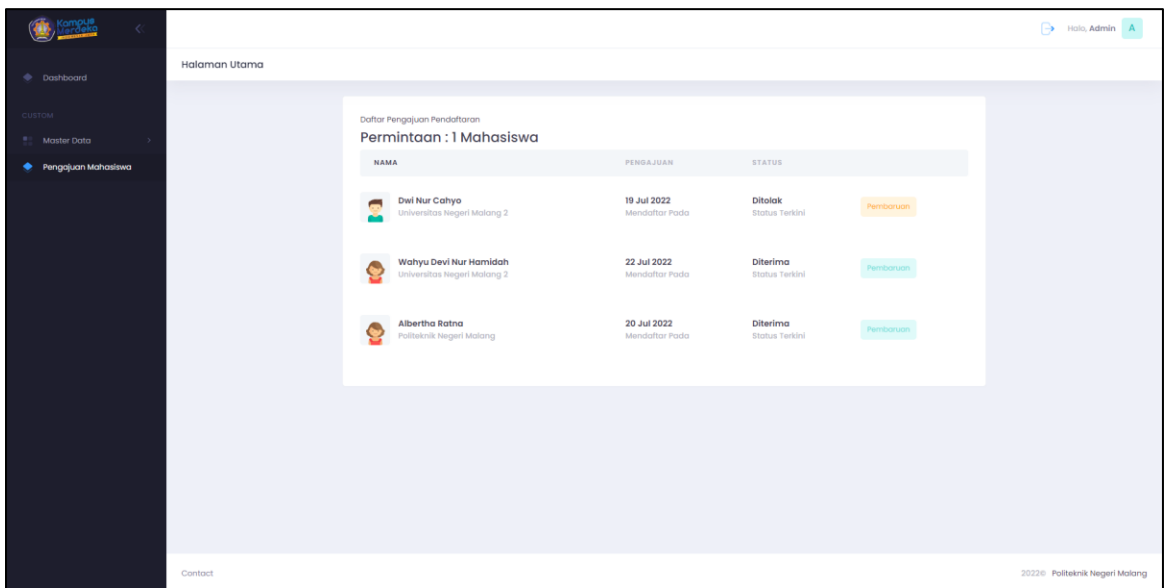 Kampus
Merdeka
Halo, Admin A
Halaman Utama
Dashboard
CUSTOM
Master Data
Pengajuan Mahasiswa
Daftar Pengajuan Pendaftaran
Permintaan : 1 Mahasiswa
NAMA PENGAJUAN STATUS
Dwi Nur Cahyo 19 Jul 2022 Ditolak
Universitas Negeri Malang 2 Mendaftar Pada Status Terkini
Pembaruan
Wahyu Devi Nur Hamidah 22 Jul 2022 Diterima
Universitas Negeri Malang 2 Mendaftar Pada Status Terkini
Pembaruan
Albertha Ratna 20 Jul 2022 Diterima
Politeknik Negeri Malang Mendaftar Pada Status Terkini
Pembaruan
Contact 2022© Politeknik Negeri Malang